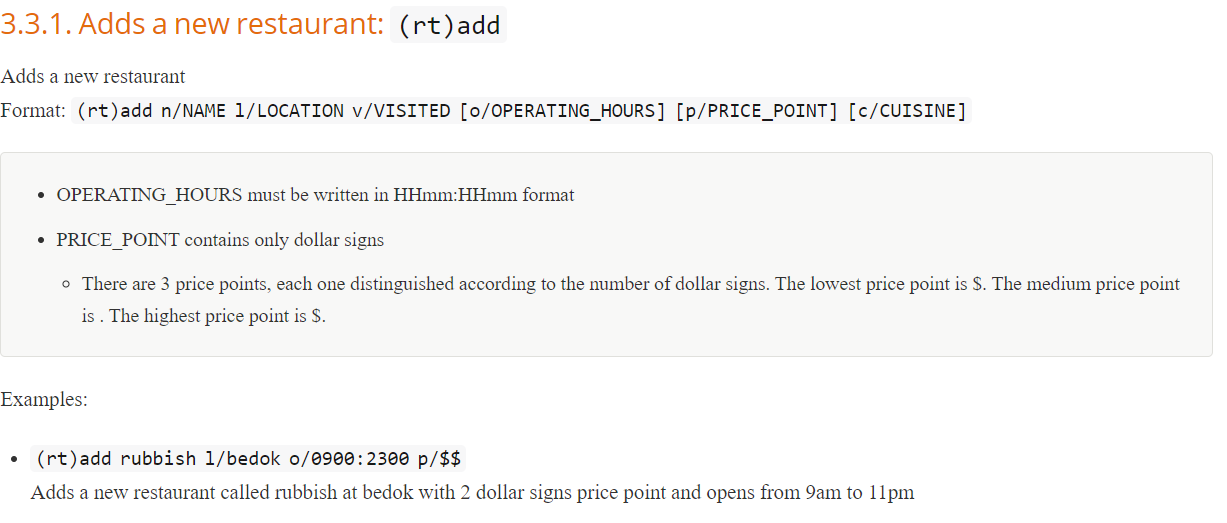 3.3.1. Adds a new restaurant: (rt)add
Adds a new restaurant
Format: (rt)add n/NAME l/LOCATION v/VISITED [o/OPERATING_HOURS] [p/PRICE_POINT] [c/CUISINE]
• OPERATING_HOURS must be written in HHmm:HHmm format
• PRICE_POINT contains only dollar signs
◦ There are 3 price points, each one distinguished according to the number of dollar signs. The lowest price point is $. The medium price point
is . The highest price point is $.
Examples:
• (rt)add rubbish l/bedok o/0900:2300 p/$$
Adds a new restaurant called rubbish at bedok with 2 dollar signs price point and opens from 9am to 11pm